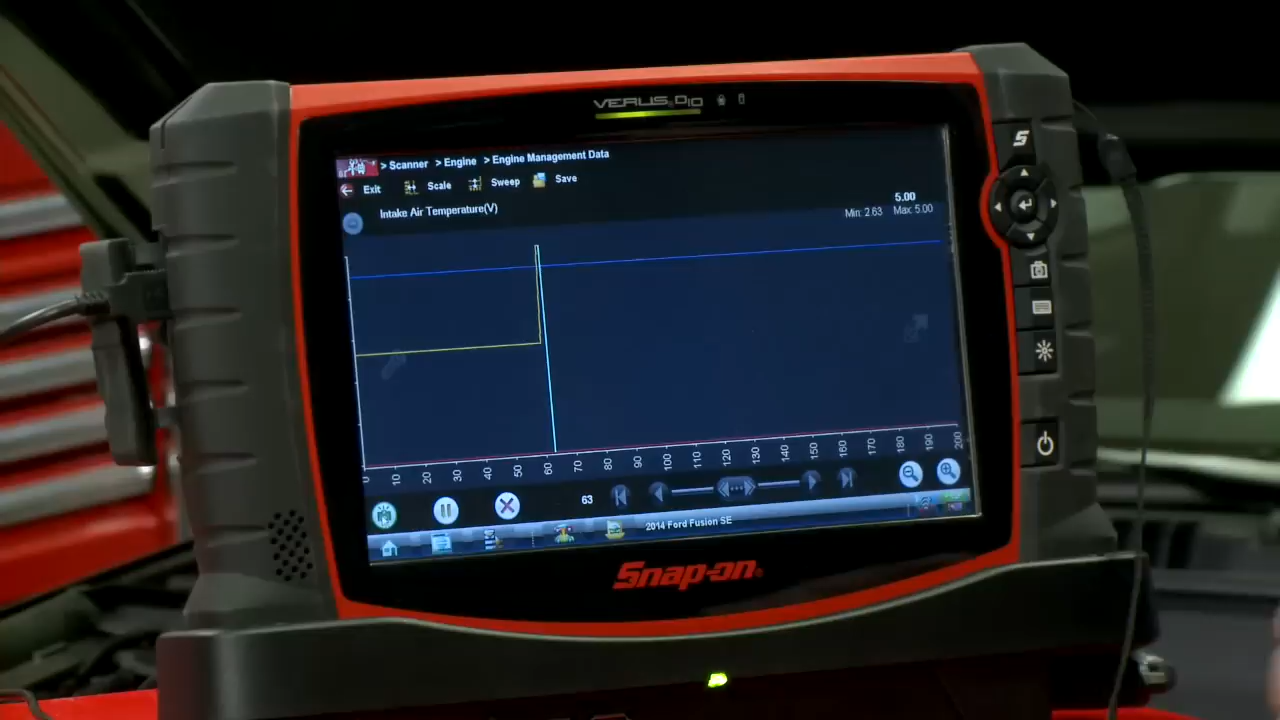 VERUS D10
> Scanner > Engine > Engine Management Data
Exit Scale Sweep Save
Intake Air Temperature(V)
5.00
Min: 2.63 Max: 5.00
0 10 20 30 40 50 60 70 80 90 100 110 120 130 140 150 160 170 180 190 200
63
2014 Ford Fusion SE
Snap-on
S